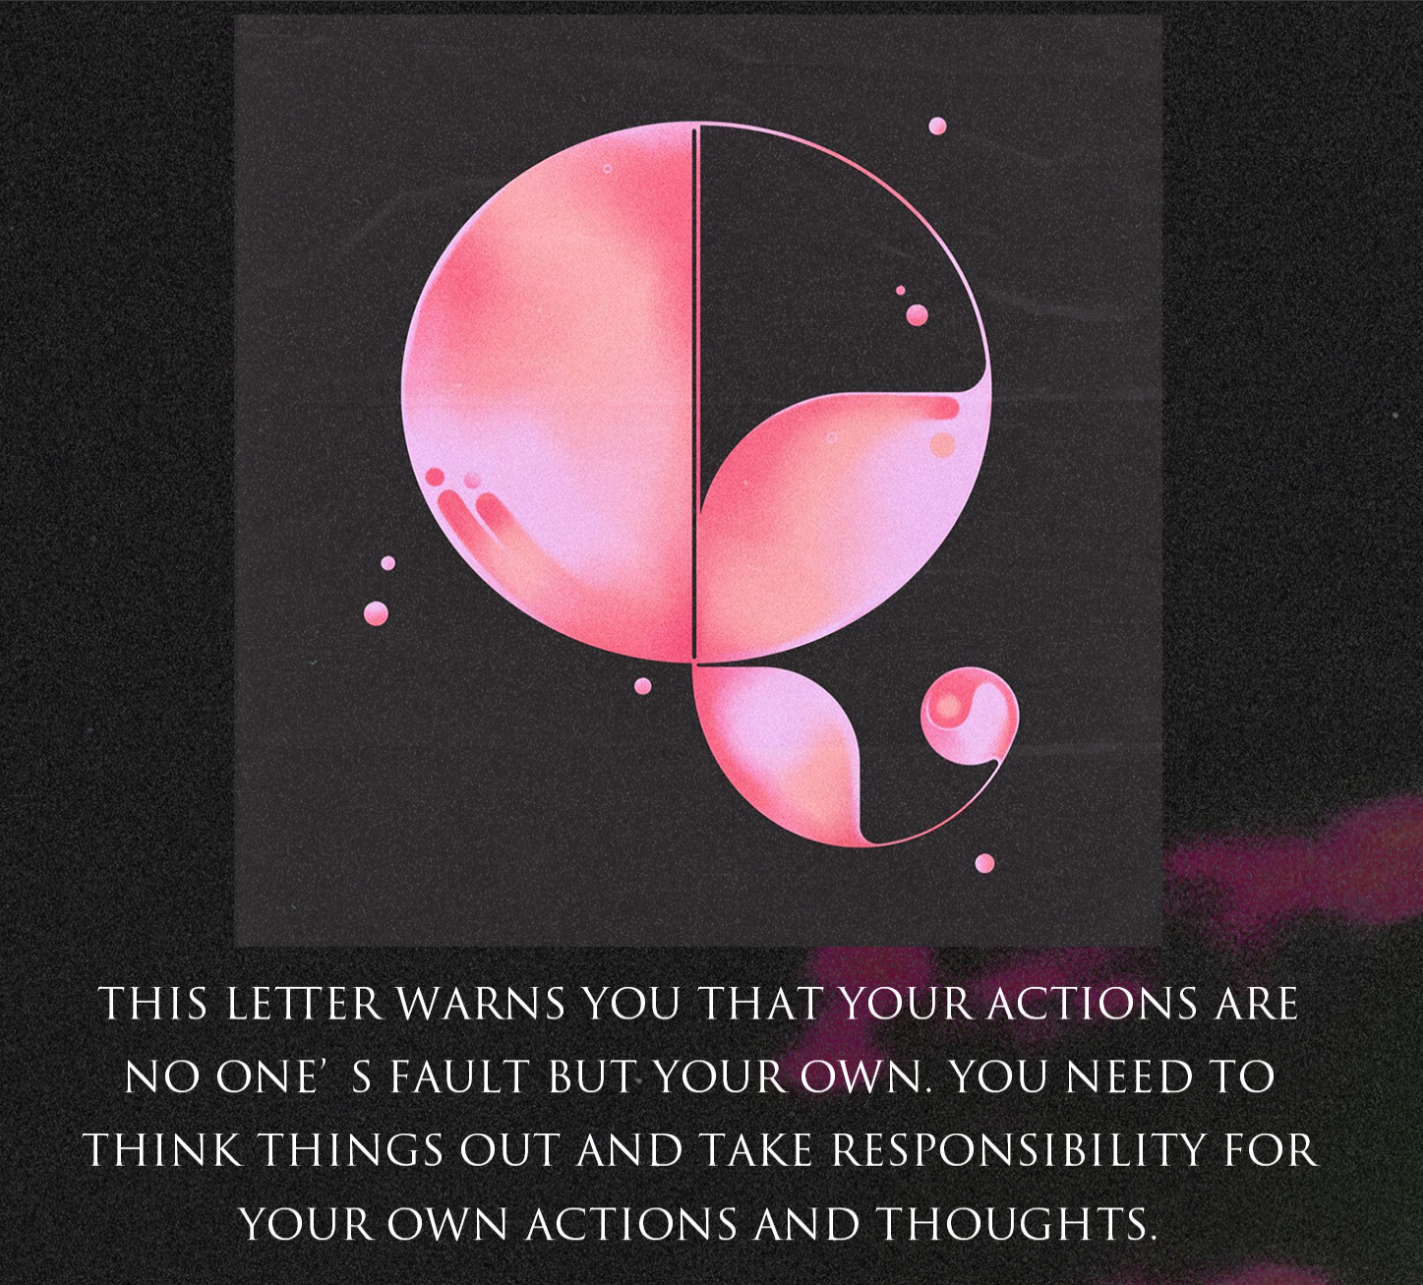 THIS LETTER WARNS YOU THAT YOUR ACTIONS ARE
NO ONE’ S FAULT BUT YOUR OWN. YOU NEED TO
THINK THINGS OUT AND TAKE RESPONSIBILITY FOR
YOUR OWN ACTIONS AND THOUGHTS.